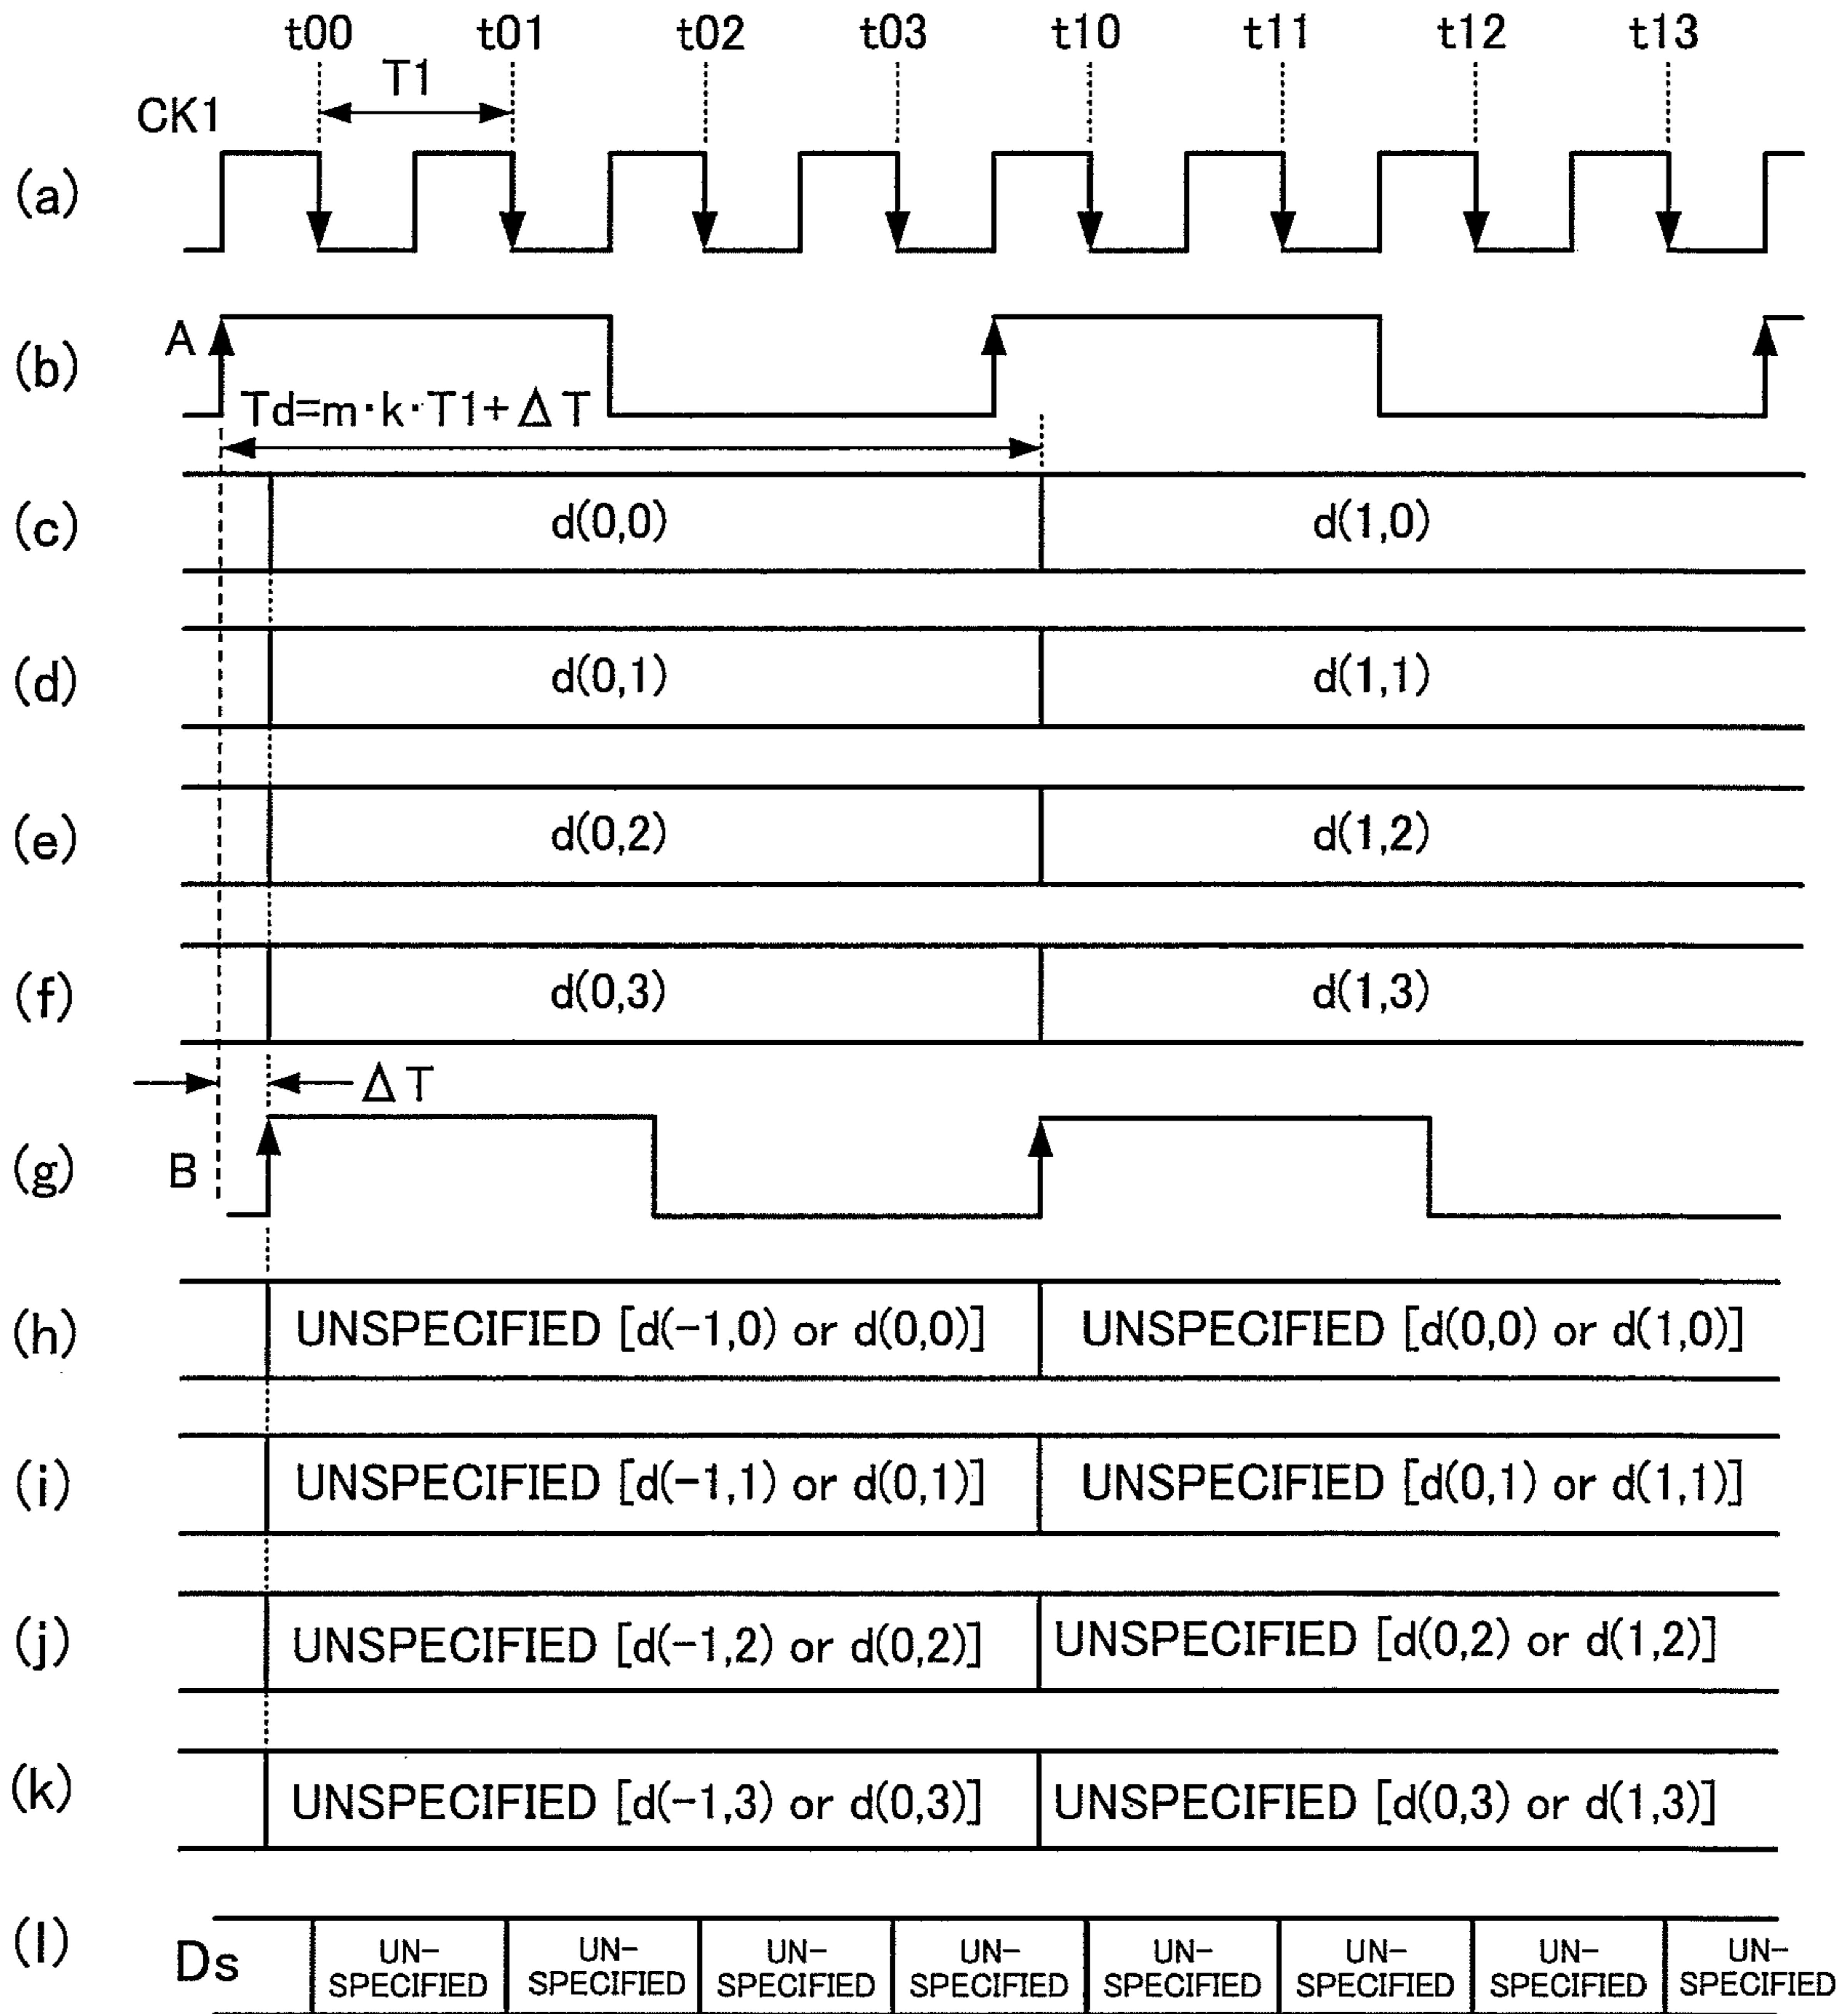 t00 t01 t02 t03 t10 t11 t12 t13
T1
CK1
(a)
(b) A
Td=m·k·T1+ΔT
(c) d(0,0) d(1,0)
(d) d(0,1) d(1,1)
(e) d(0,2) d(1,2)
(f) d(0,3) d(1,3)
ΔT
(g) B
(h) UNSPECIFIED [d(-1,0) or d(0,0)] UNSPECIFIED [d(0,0) or d(1,0)]
(i) UNSPECIFIED [d(-1,1) or d(0,1)] UNSPECIFIED [d(0,1) or d(1,1)]
(j) UNSPECIFIED [d(-1,2) or d(0,2)] UNSPECIFIED [d(0,2) or d(1,2)]
(k) UNSPECIFIED [d(-1,3) or d(0,3)] UNSPECIFIED [d(0,3) or d(1,3)]
(l) Ds
UN- UN- UN- UN- UN- UN- UN- UN-
SPECIFIED SPECIFIED SPECIFIED SPECIFIED SPECIFIED SPECIFIED SPECIFIED SPECIFIED